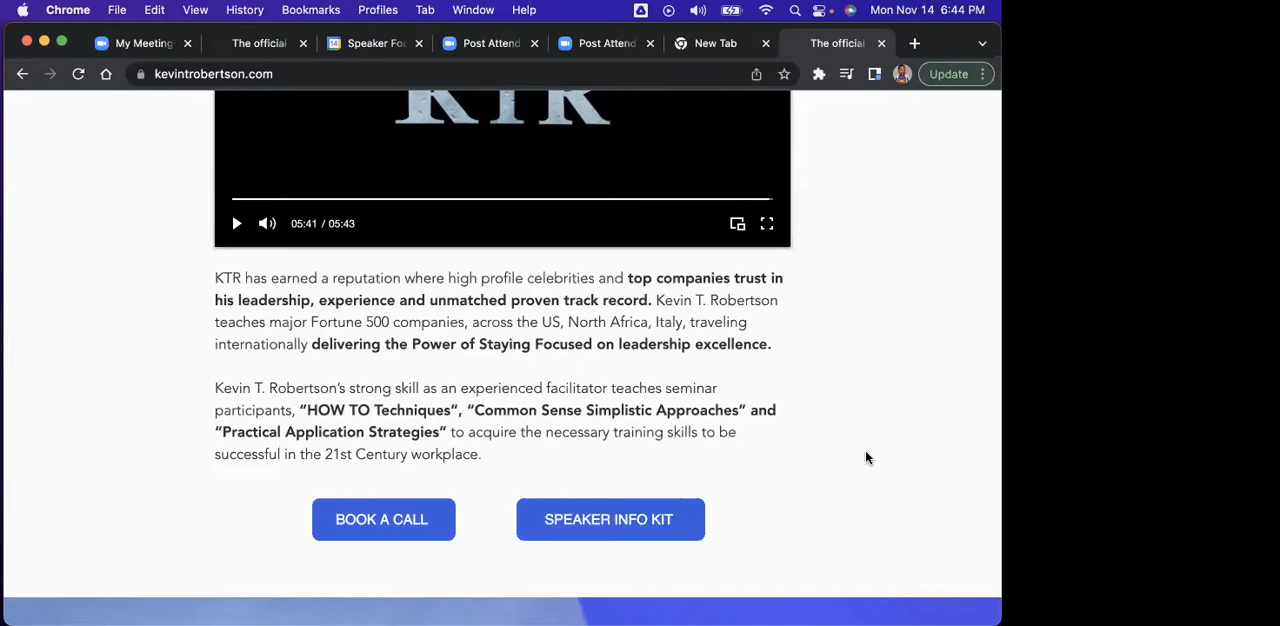 Chrome File Edit View History Bookmarks Profiles Tab Window Help Mon Nov 14 6:44 PM
My Meeting The official Speaker Foc Post Attend Post Attend New Tab The official
kevintrobertson.com Update
KTR
05:41 / 05:43
KTR has earned a reputation where high profile celebrities and top companies trust in
his leadership, experience and unmatched proven track record. Kevin T. Robertson
teaches major Fortune 500 companies, across the US, North Africa, Italy, traveling
internationally delivering the Power of Staying Focused on leadership excellence.
Kevin T. Robertson’s strong skill as an experienced facilitator teaches seminar
participants, “HOW TO Techniques”, “Common Sense Simplistic Approaches” and
“Practical Application Strategies” to acquire the necessary training skills to be
successful in the 21st Century workplace.
BOOK A CALL SPEAKER INFO KIT